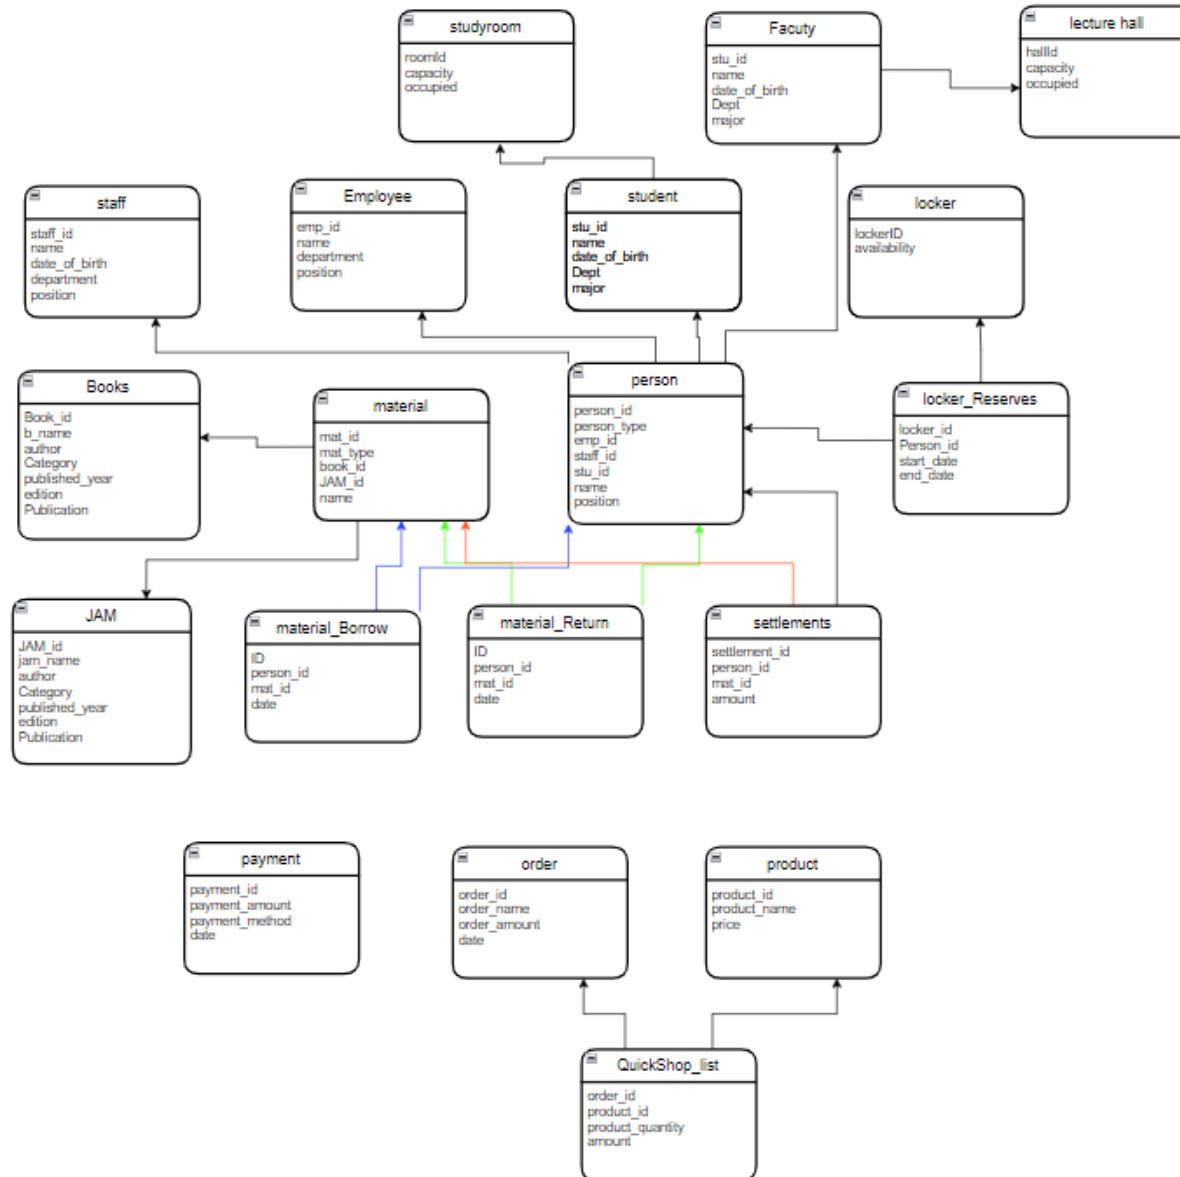 studyroom
roomId
capacity
occupied
Facuty
stu_id
name
date_of_birth
Dept
major
lecture hall
hallId
capacity
occupied
staff
staff_id
name
date_of_birth
department
position
Employee
emp_id
name
department
position
student
stu_id
name
date_of_birth
Dept
major
locker
lockerID
availability
Books
Book_id
b_name
author
Category
published_year
edition
Publication
material
mat_id
mat_type
book_id
JAM_id
name
person
person_id
person_type
emp_id
staff_id
stu_id
name
position
locker_Reserves
locker_id
Person_id
start_date
end_date
JAM
JAM_id
jam_name
author
Category
published_year
edition
Publication
material_Borrow
ID
person_id
mat_id
date
material_Return
ID
person_id
mat_id
date
settlements
settlement_id
person_id
mat_id
amount
payment
payment_id
payment_amount
payment_method
date
order
order_id
order_name
order_amount
date
product
product_id
product_name
price
QuickShop_list
order_id
product_id
product_quantity
amount